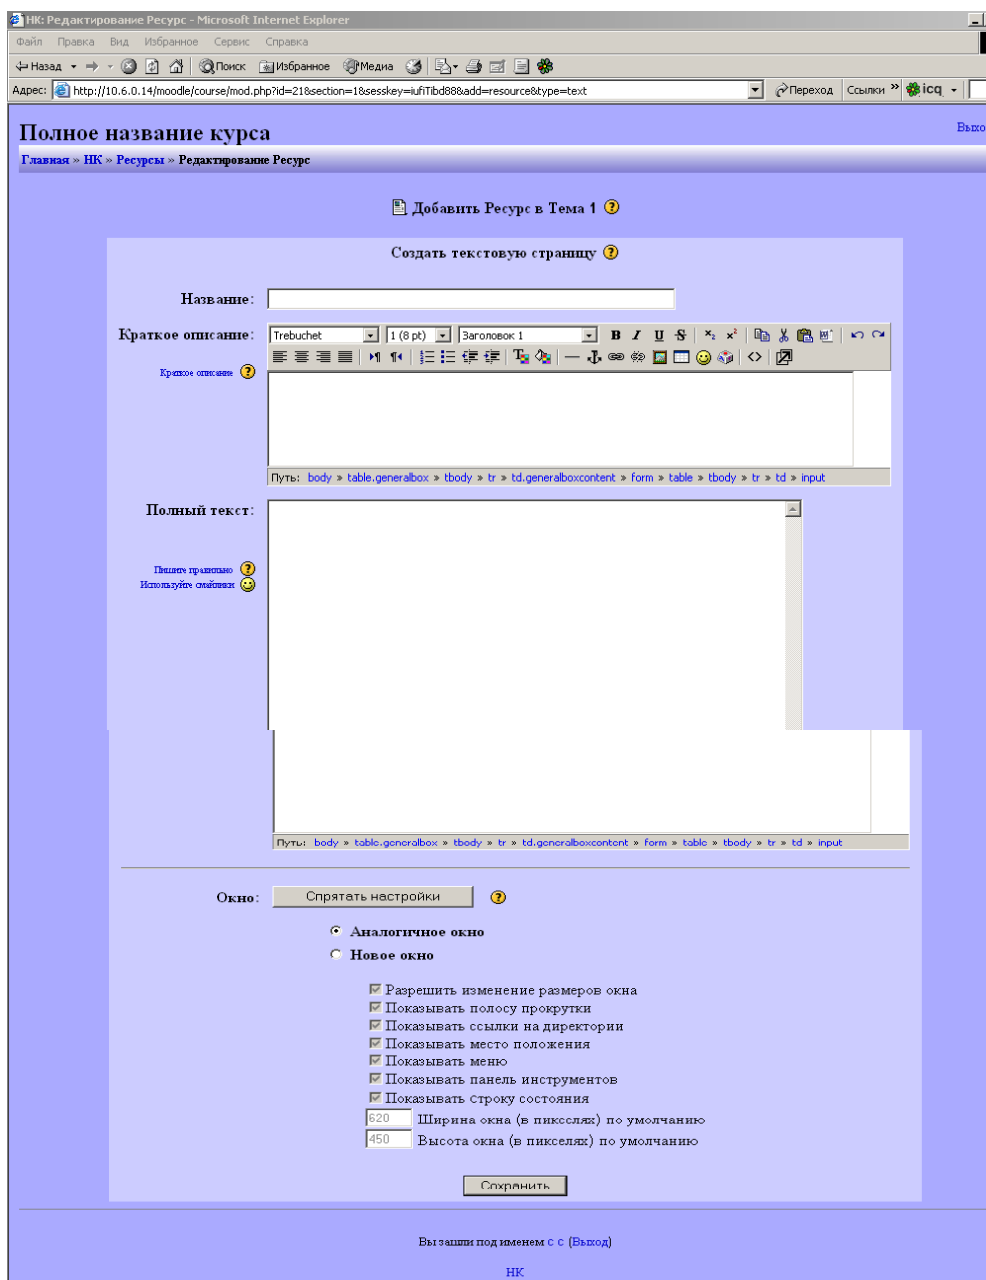 НК: Редактирование Ресурс - Microsoft Internet Explorer
Файл Правка Вид Избранное Сервис Справка
Назад Поиск Избранное Медиа
Адрес: http://10.6.0.14/moodle/course/mod.php?id=21&section=1&sesskey=iufiTibd88&add=resource&type=text Переход Ссылки » icq
Полное название курса Выхо
Главная » НК » Ресурсы » Редактирование Ресурс
Добавить Ресурс в Тема 1
Создать текстовую страницу
Название:
Краткое описание: Trebuchet 1 (8 pt) Заголовок 1
Краткое описание
Путь: body » table.generalbox » tbody » tr » td.generalboxcontent » form » table » tbody » tr » td » input
Полный текст:
Пишите правильно
Используйте смайлики
Путь: body » table.generalbox » tbody » tr » td.generalboxcontent » form » table » tbody » tr » td » input
Окно: Спрятать настройки
Аналогичное окно
Новое окно
Разрешить изменение размеров окна
Показывать полосу прокрутки
Показывать ссылки на директории
Показывать место положения
Показывать меню
Показывать панель инструментов
Показывать строку состояния
620 Ширина окна (в пикселях) по умолчанию
450 Высота окна (в пикселях) по умолчанию
Сохранить
Вы зашли под именем с с (Выход)
НК